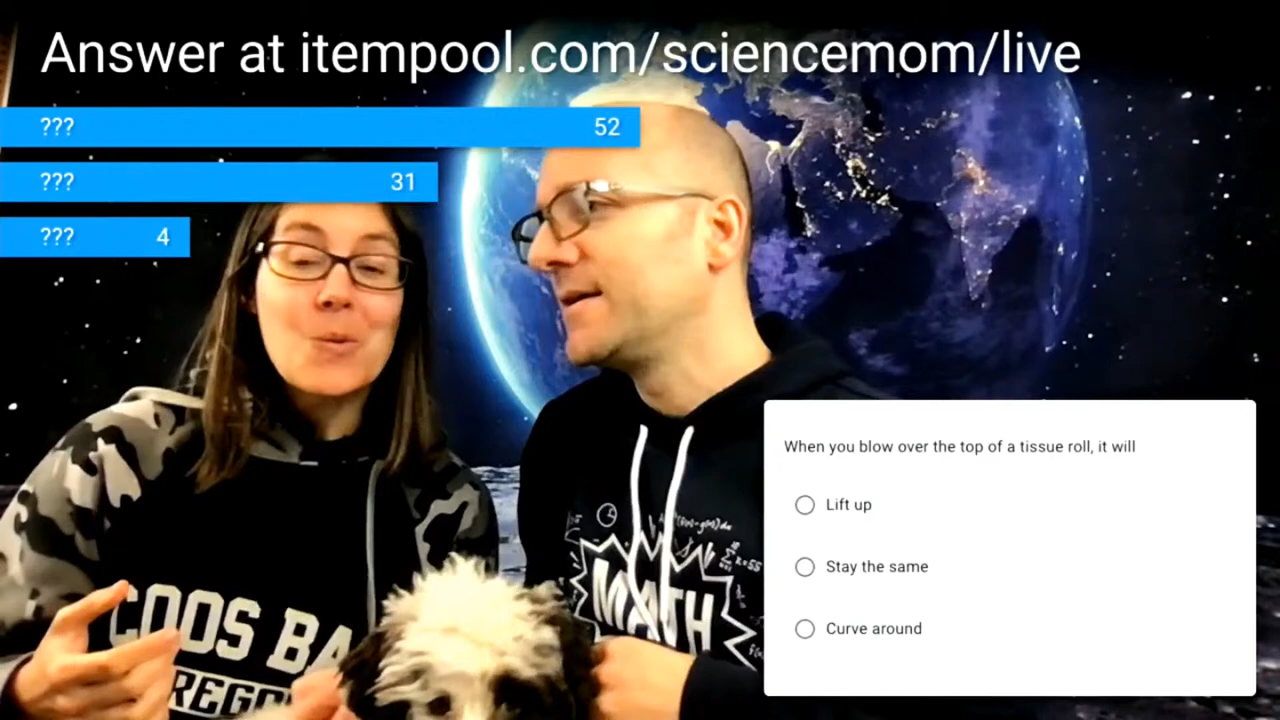 Answer at itempool.com/sciencemom/live
??? 52
??? 31
??? 4
When you blow over the top of a tissue roll, it will
Lift up
Stay the same
Curve around
COOS BA
REGO
MATH